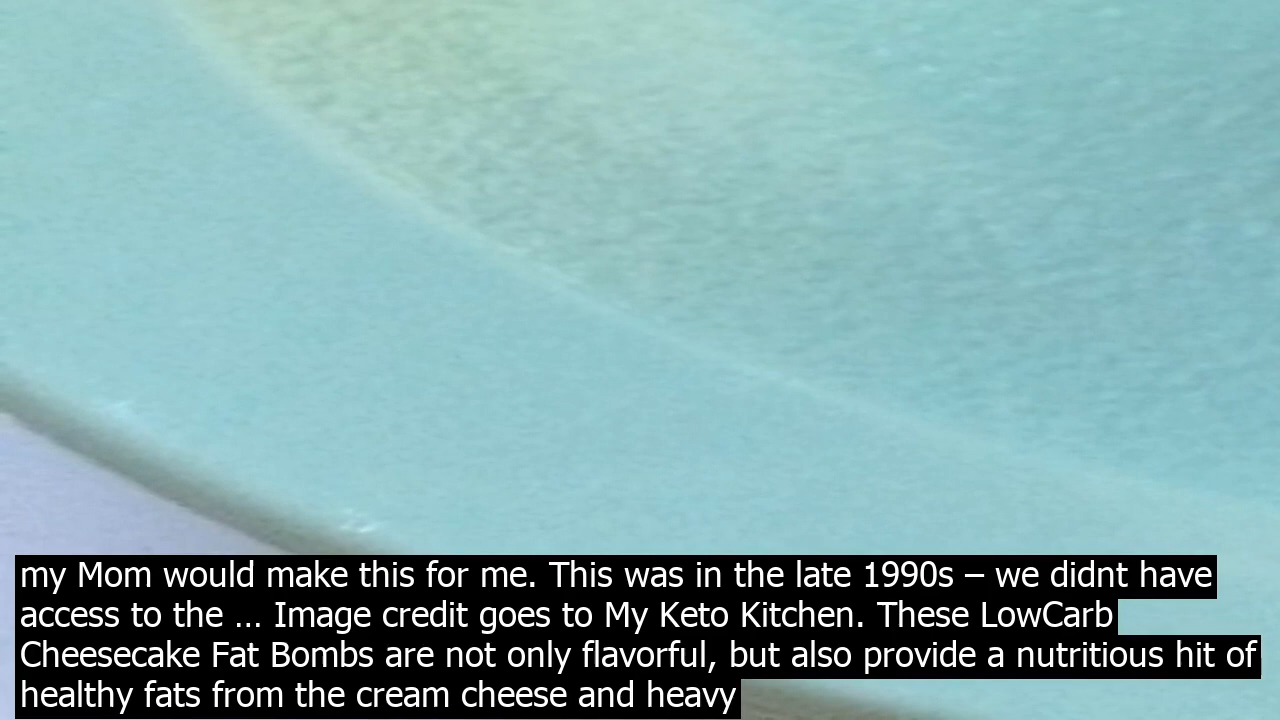 my Mom would make this for me. This was in the late 1990s – we didnt have
access to the … Image credit goes to My Keto Kitchen. These LowCarb
Cheesecake Fat Bombs are not only flavorful, but also provide a nutritious hit of
healthy fats from the cream cheese and heavy